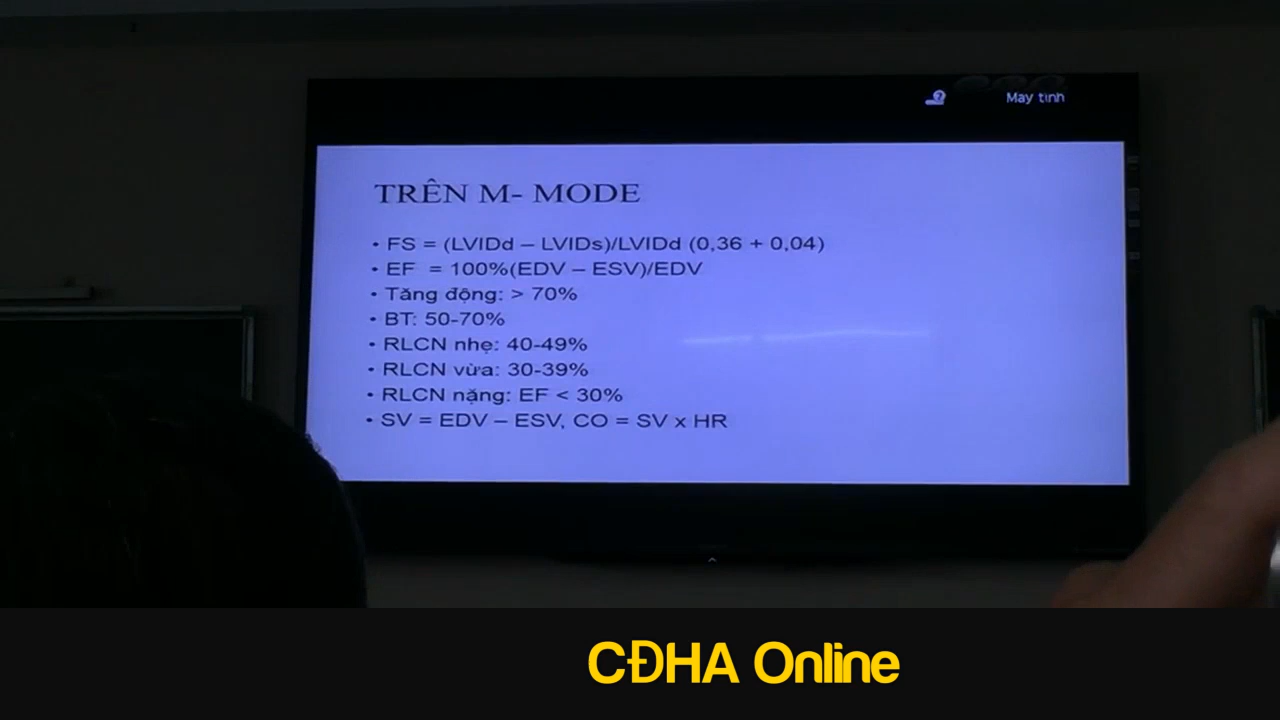 May tính
TRÊN M- MODE
• FS = (LVIDd – LVIDs)/LVIDd (0,36 + 0,04)
• EF = 100%(EDV – ESV)/EDV
• Tăng động: > 70%
• BT: 50-70%
• RLCN nhẹ: 40-49%
• RLCN vừa: 30-39%
• RLCN nặng: EF < 30%
• SV = EDV – ESV, CO = SV x HR
CĐHA Online